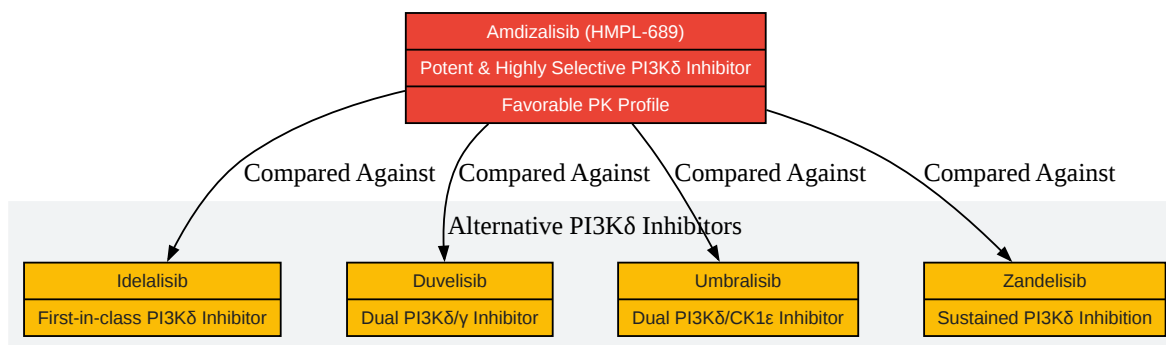 Amdizalisib (HMPL-689)
Potent & Highly Selective PI3Kδ Inhibitor
Favorable PK Profile
Compared Against
Compared Against
Compared Against
Compared Against
Alternative PI3Kδ Inhibitors
Idelalisib
First-in-class PI3Kδ Inhibitor
Duvelisib
Dual PI3Kδ/γ Inhibitor
Umbralisib
Dual PI3Kδ/CK1ε Inhibitor
Zandelisib
Sustained PI3Kδ Inhibition